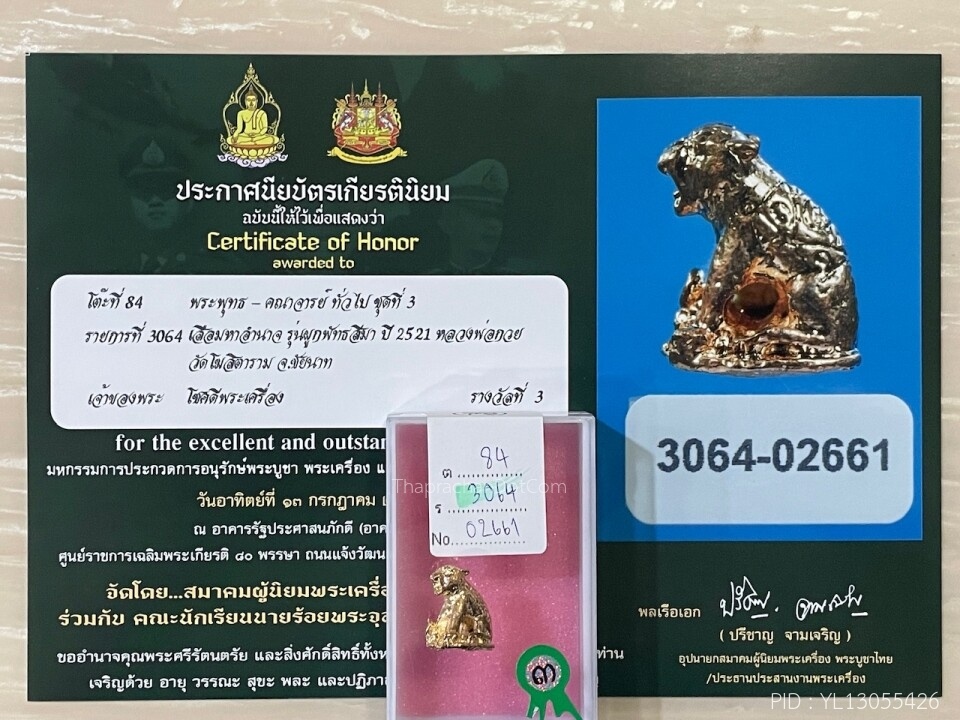 ประกาศนียบัตรเกียรตินิยม
ฉบับนี้ให้ไว้เพื่อแสดงว่า
Certificate of Honor
awarded to
โต๊ะที่ 84 พระพุทธ – คณาจารย์ ทั่วไป ชุดที่ 3
รายการที่ 3064 เสือมหาอำนาจ รุ่นผูกพัทธสีมา ปี 2521 หลวงพ่อกวย
วัดโฆสิตาราม จ.ชัยนาท
เจ้าของพระ โชคดีพระเครื่อง รางวัลที่ 3
for the excellent and outstan
มหกรรมการประกวดการอนุรักษ์พระบูชา พระเครื่อง แ
วันอาทิตย์ที่ ๑๓ กรกฎาคม
ณ อาคารรัฐประศาสนภักดี (อาค
ศูนย์ราชการเฉลิมพระเกียรติ ๘๐ พรรษา ถนนแจ้งวัฒน
จัดโดย...สมาคมผู้นิยมพระเครื่อ
ร่วมกับ คณะนักเรียนนายร้อยพระจุล
ขออำนาจคุณพระศรีรัตนตรัย และสิ่งศักดิ์สิทธิ์ทั้งห ท่าน
เจริญด้วย อายุ วรรณะ สุขะ พละ และปฏิภา
ต 84
ร 3064
No. 02661
ThaprachanNetCom
๓
3064-02661
พลเรือเอก
( ปรีชาญ จามเจริญ )
อุปนายกสมาคมผู้นิยมพระเครื่อง พระบูชาไทย
/ประธานประสานงานพระเครื่อง
PID : YL13055426